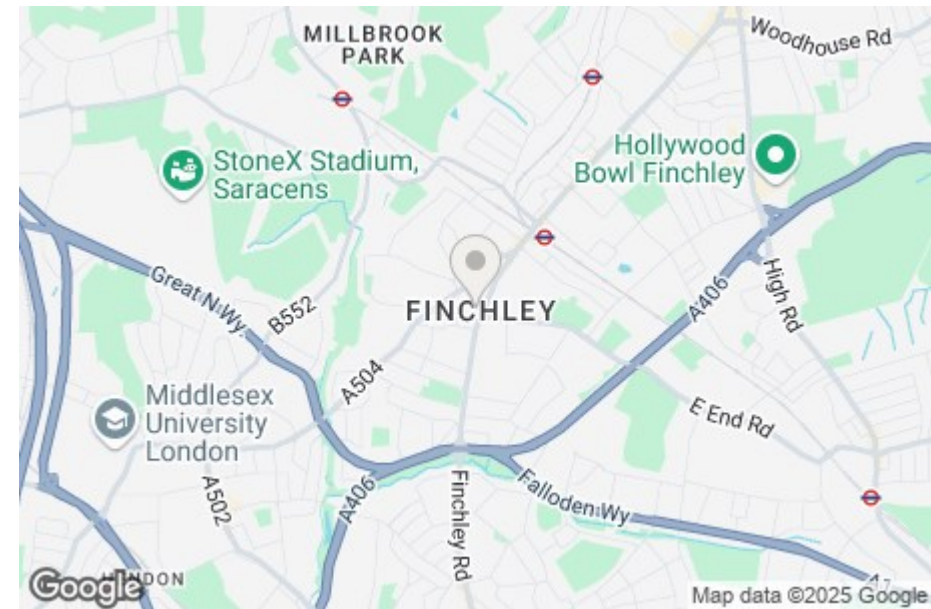 MILLBROOK
PARK
Woodhouse Rd
StoneX Stadium,
Saracens
Hollywood
Bowl Finchley
Great N Wy.
B552
FINCHLEY
A406
High Rd
A504
Middlesex
University
London
E End Rd
A502
A406
Finchley Rd
Falloden Wy
Google
Map data ©2025 Google